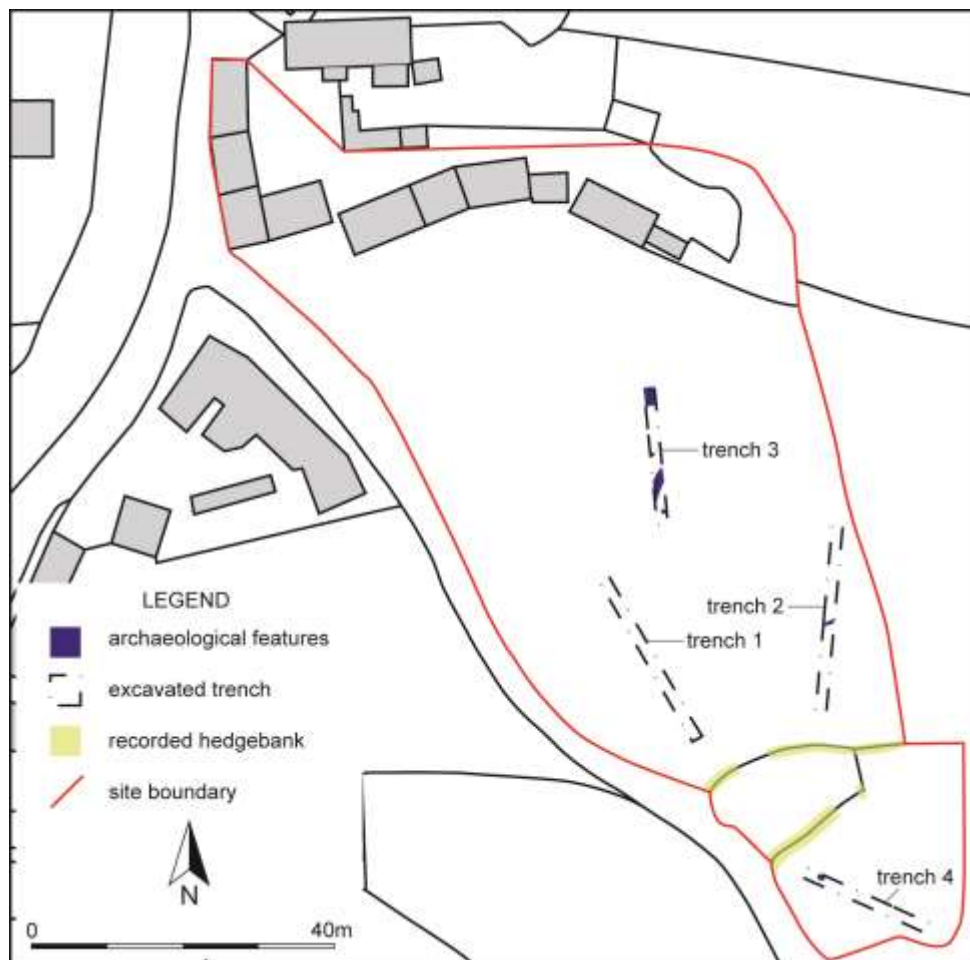 trench 3
trench 2
trench 1
LEGEND
archaeological features
excavated trench
recorded hedgebank
site boundary
trench 4
N
0 40m